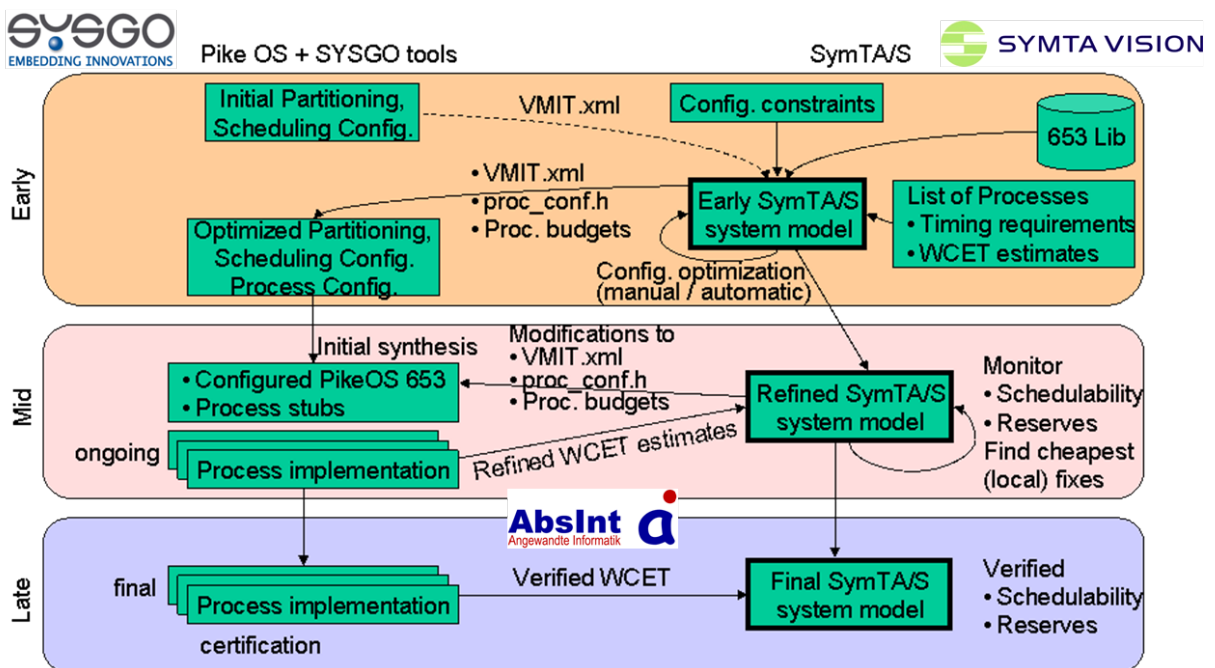 SYSGO
EMBEDDING INNOVATIONS
Pike OS + SYSGO tools
SymTA/S
SYMTA VISION
Early
Initial Partitioning,
Scheduling Config.
VMIT.xml
Config. constraints
653 Lib
• VMIT.xml
• proc_conf.h
• Proc. budgets
Early SymTA/S
system model
List of Processes
• Timing requirements
• WCET estimates
Optimized Partitioning,
Scheduling Config.
Process Config.
Config. optimization
(manual / automatic)
Mid
Initial synthesis
Modifications to
• VMIT.xml
• proc_conf.h
• Proc. budgets
• Configured PikeOS 653
• Process stubs
Refined SymTA/S
system model
Monitor
• Schedulability
• Reserves
Find cheapest
(local) fixes
ongoing
Process implementation
Refined WCET estimates
AbsInt
Angewandte Informatik
a
Late
final
Process implementation
certification
Verified WCET
Final SymTA/S
system model
Verified
• Schedulability
• Reserves